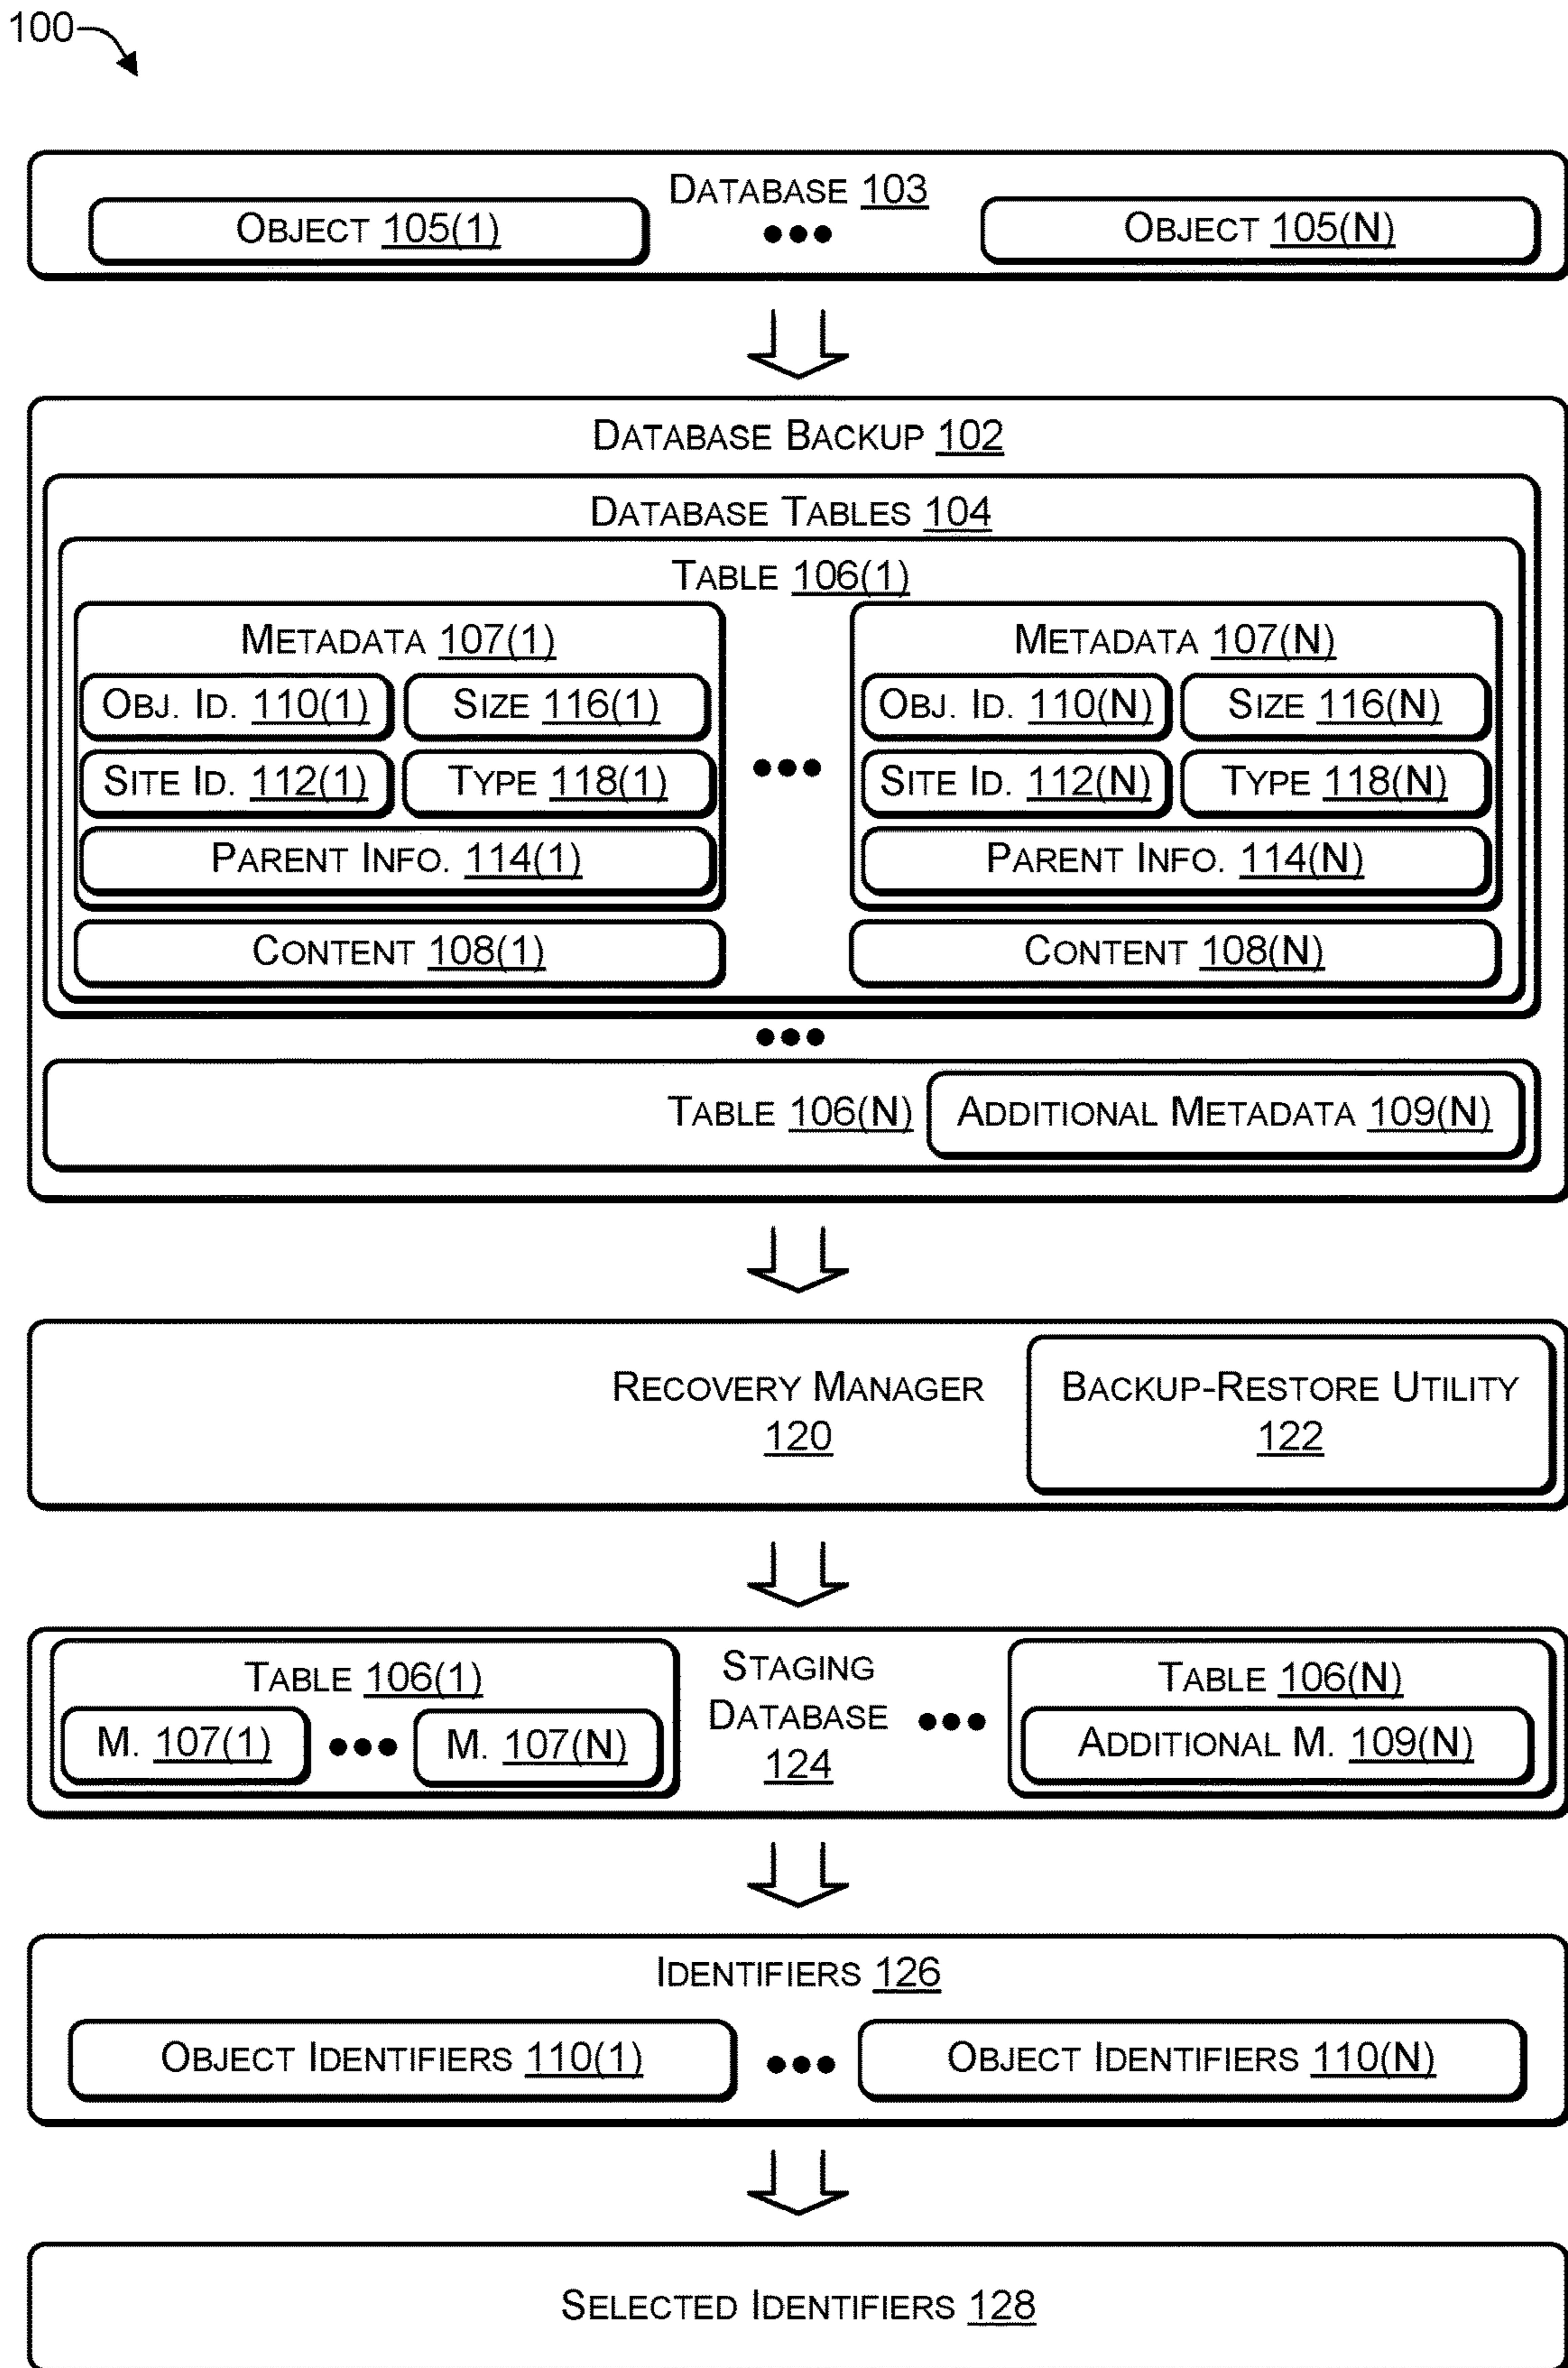 100
DATABASE 103
OBJECT 105(1)
OBJECT 105(N)
DATABASE BACKUP 102
DATABASE TABLES 104
TABLE 106(1)
METADATA 107(1)
OBJ. ID. 110(1)
SIZE 116(1)
SITE ID. 112(1)
TYPE 118(1)
PARENT INFO. 114(1)
CONTENT 108(1)
METADATA 107(N)
OBJ. ID. 110(N)
SIZE 116(N)
SITE ID. 112(N)
TYPE 118(N)
PARENT INFO. 114(N)
CONTENT 108(N)
TABLE 106(N)
ADDITIONAL METADATA 109(N)
RECOVERY MANAGER
120
BACKUP-RESTORE UTILITY
122
TABLE 106(1)
M. 107(1)
M. 107(N)
STAGING
DATABASE
124
TABLE 106(N)
ADDITIONAL M. 109(N)
IDENTIFIERS 126
OBJECT IDENTIFIERS 110(1)
OBJECT IDENTIFIERS 110(N)
SELECTED IDENTIFIERS 128